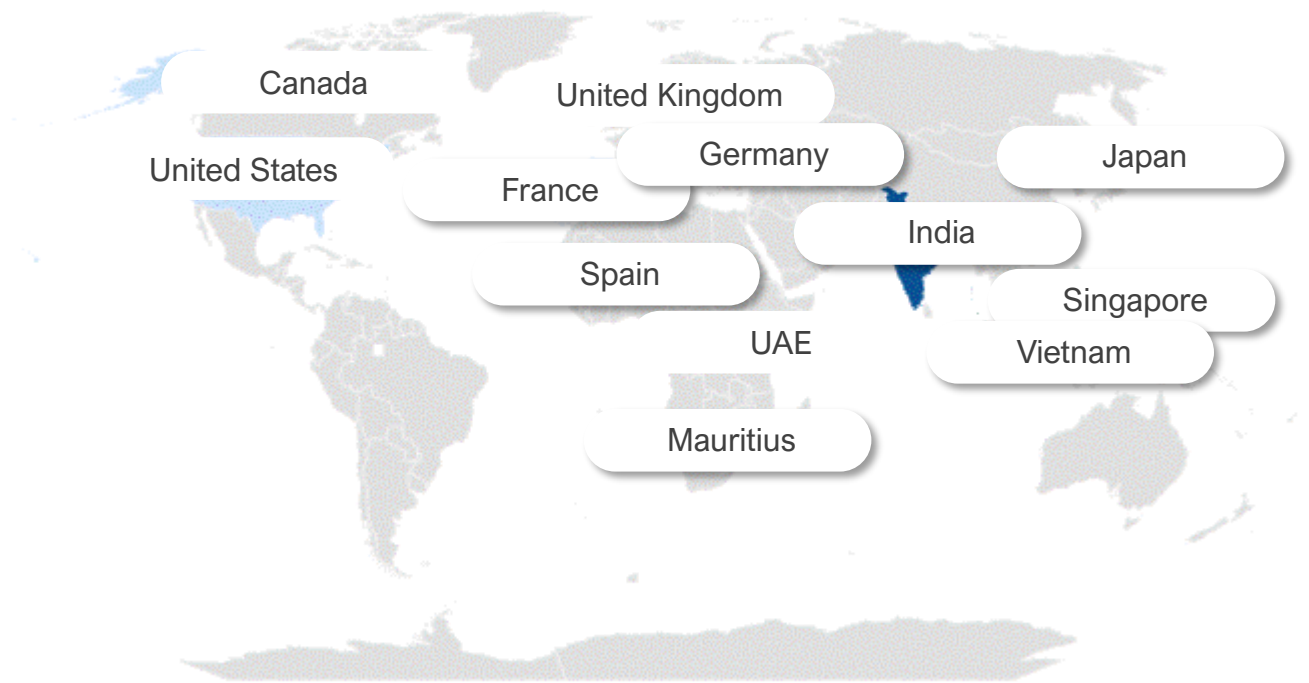 Canada
United Kingdom
Germany
Japan
United States
France
India
Spain
Singapore
UAE
Vietnam
Mauritius